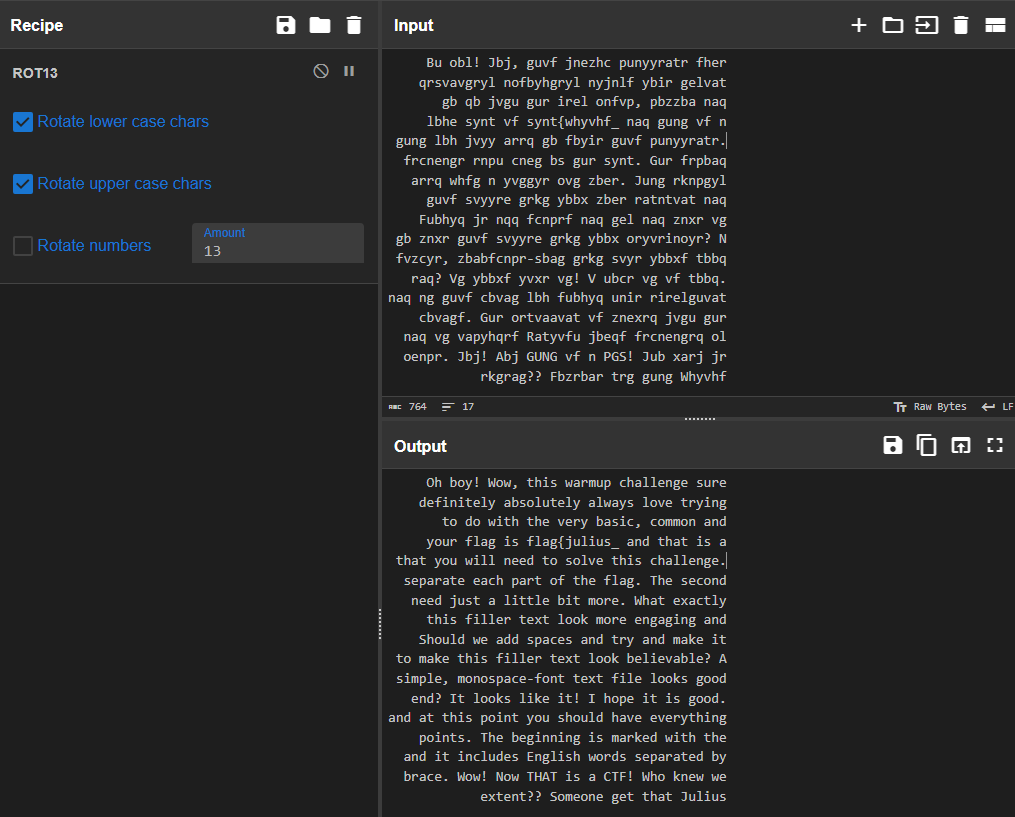 Recipe
ROT13
Rotate lower case chars
Rotate upper case chars
Rotate numbers
Amount
13
Input
Bu obl! Jbj, guvf jnezhc punyyratr fher
qrsvavgryl nofbyhgryl nyjnlf ybir gelvat
gb qb jvgu gur irel onfvp, pbzzba naq
lbhe synt vf synt{whyvhf_ naq gung vf n
gung lbh jvyy arrq gb fbyir guvf punyyratr.
frcnengr rnpu cneg bs gur synt. Gur frpbaq
arrq whfg n yvggyr ovg zber. Jung rknpgyl
guvf svyyre grkg ybbx zber ratntvat naq
Fubhyq jr nqq fcnprf naq gel naq znxr vg
gb znxr guvf svyyre grkg ybbx oryvrinoyr? N
fvzcyr, zbabfcnpr-sbag grkg svyr ybbxf tbbq
raq? Vg ybbxf yvxr vg! V ubcr vg vf tbbq.
naq ng guvf cbvag lbh fubhyq unir rirelguvat
cbvagf. Gur ortvaavat vf znexrq jvgu gur
naq vg vapyhqrf Ratyvfu jbeqf frcnengrq ol
oenpr. Jbj! Abj GUNG vf n PGS! Jub xarj jr
rkgrag?? Fbzrbar trg gung Whyvhf
ABC 764 17 Tт Raw Bytes LF
Output
Oh boy! Wow, this warmup challenge sure
definitely absolutely always love trying
to do with the very basic, common and
your flag is flag{julius_ and that is a
that you will need to solve this challenge.
separate each part of the flag. The second
need just a little bit more. What exactly
this filler text look more engaging and
Should we add spaces and try and make it
to make this filler text look believable? A
simple, monospace-font text file looks good
end? It looks like it! I hope it is good.
and at this point you should have everything
points. The beginning is marked with the
and it includes English words separated by
brace. Wow! Now THAT is a CTF! Who knew we
extent?? Someone get that Julius